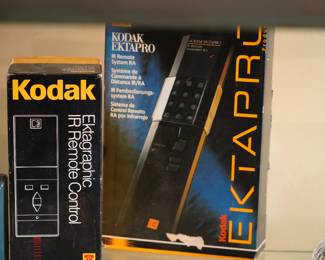 Kodak
Ektagraphic
IR Remote Control
KODAK
EKTAPRO
IR Remote
System RA
Système de
Commande à
Distance IR/RA
IR Fernbedienungs-
system RA
Sistema de
Control Remoto
RA por Infrarrojo
Kodak
EKTAPRO